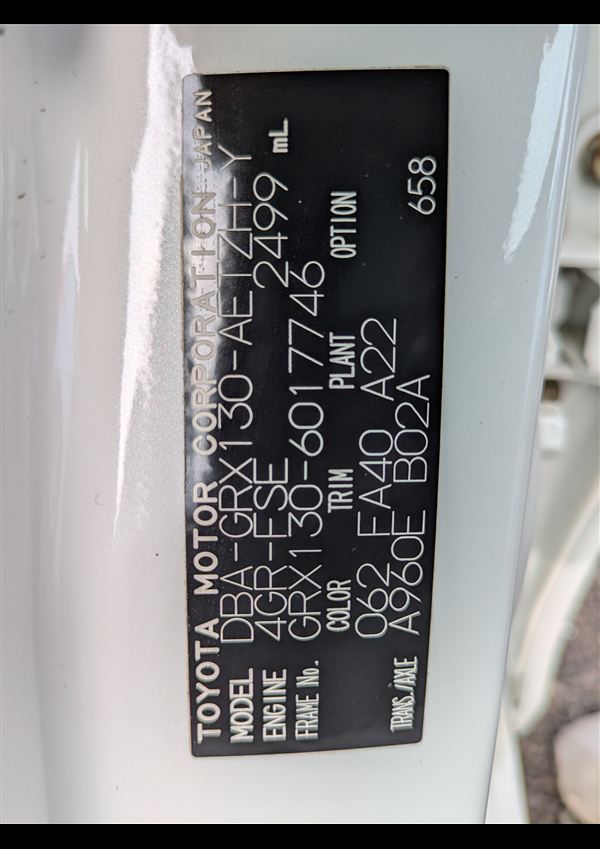 TOYOTA MOTOR CORPORATION JAPAN
MODEL DBA-GRX130-AETZH-Y
ENGINE 4GR-FSE 2499 mL
FRAME No. GRX130-6017746
COLOR TRIM PLANT OPTION
062 FA40 A22
TRANS./AXLE A960E B02A 658